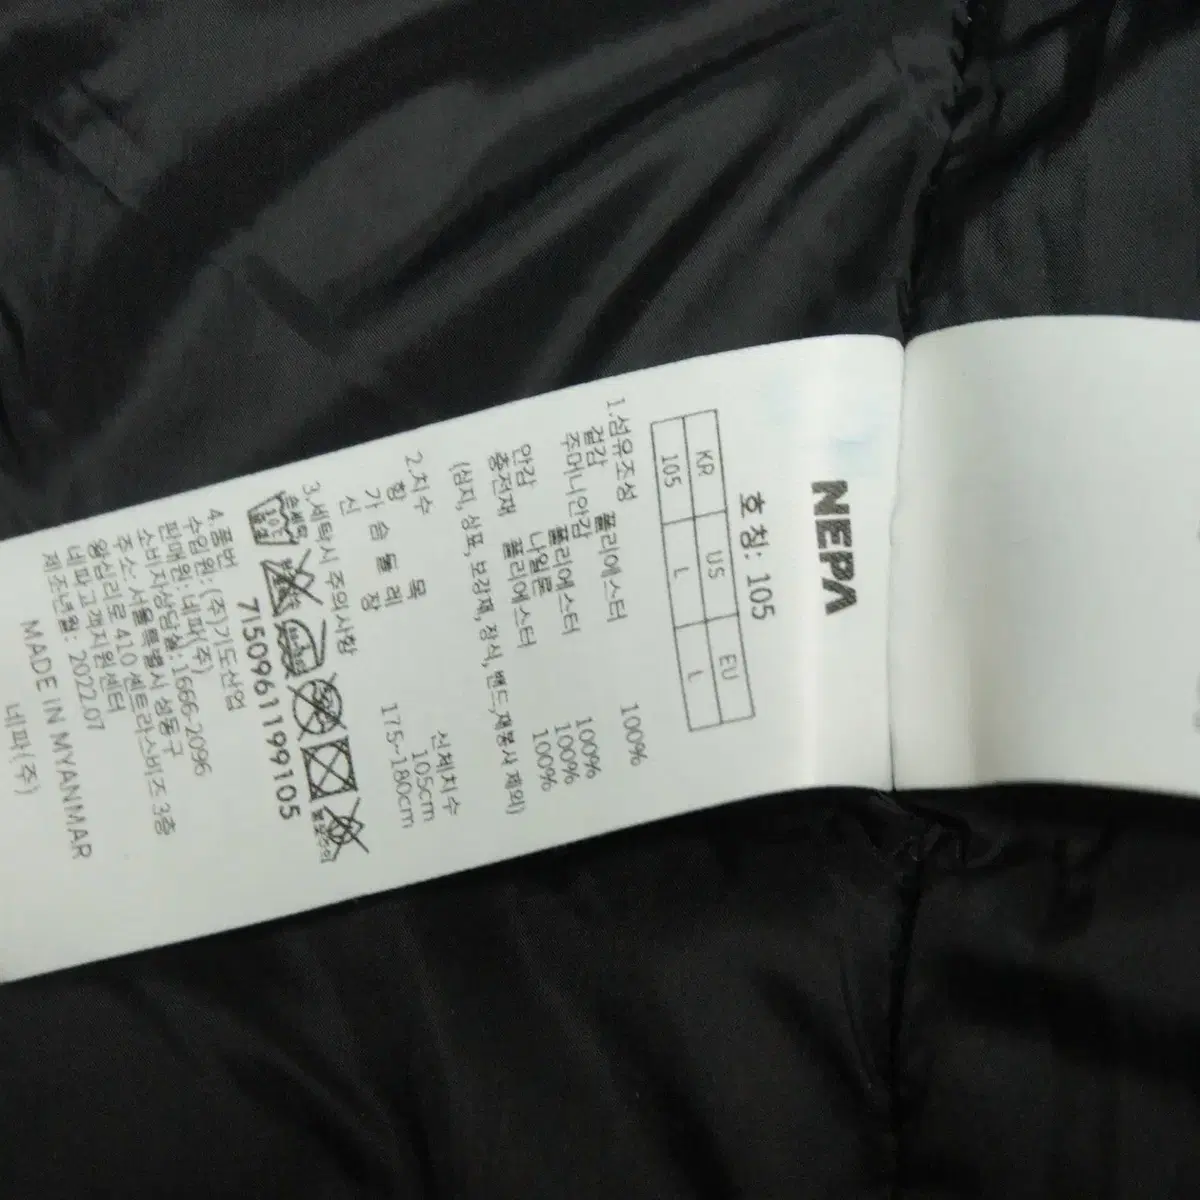 NEPA
호칭: 105
KR US EU
105 L L
1.섬유조성
겉감 폴리에스터 100%
주머니안감 폴리에스터 100%
안감 나일론 100%
충전재 폴리에스터 100%
(심지, 상표, 보강재, 장식, 밴드, 재봉사 제외)
2.치수
항 목 신체치수
가 슴 둘 레 105cm
신 장 175~180cm
3.세탁시 주의사항
손세탁
4.품번 7I50961199105
수입원: (주)기도산업
판매원: 네파(주)
소비자상담실: 1666-2096
주소: 서울특별시 성동구
왕십리로 410 센트라스비즈 3층
네파고객지원센터
제조년월: 2022.07
MADE IN MYANMAR
네파(주)